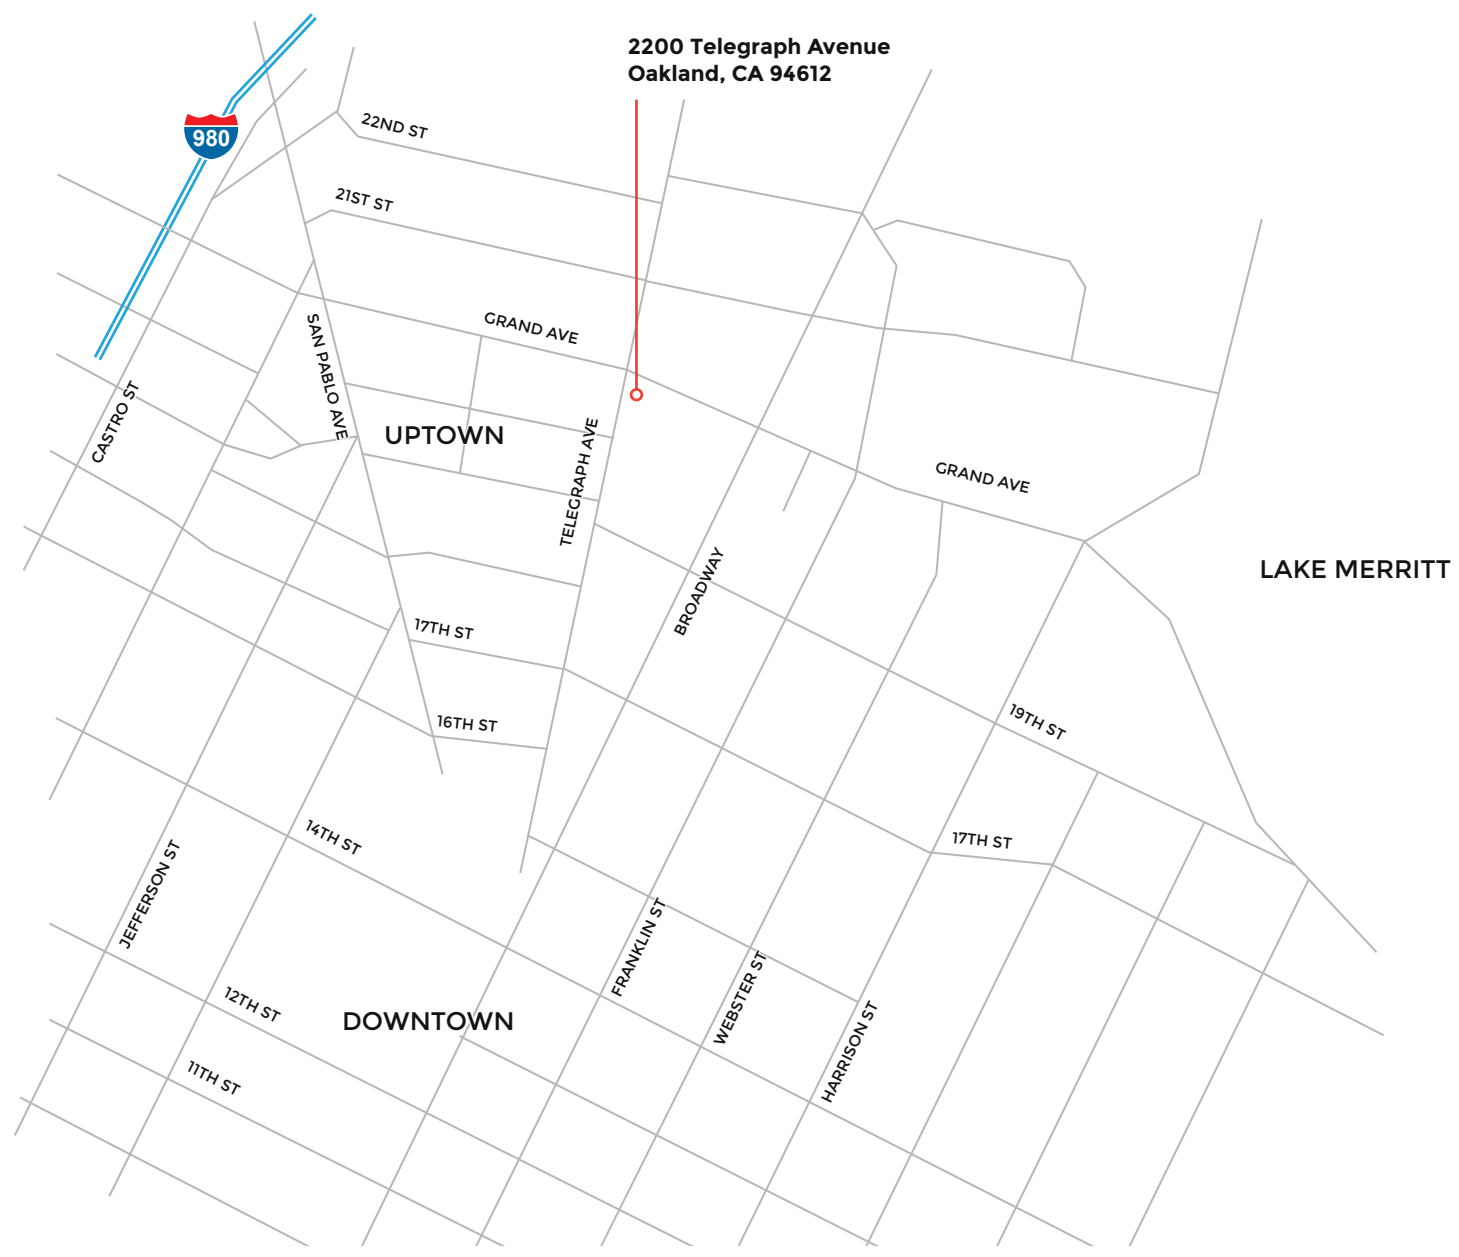 2200 Telegraph Avenue
Oakland, CA 94612
980
22ND ST
21ST ST
GRAND AVE
SAN PABLO AVE
CASTRO ST
UPTOWN
TELEGRAPH AVE
GRAND AVE
BROADWAY
LAKE MERRITT
17TH ST
16TH ST
19TH ST
14TH ST
17TH ST
JEFFERSON ST
FRANKLIN ST
WEBSTER ST
12TH ST
DOWNTOWN
HARRISON ST
11TH ST